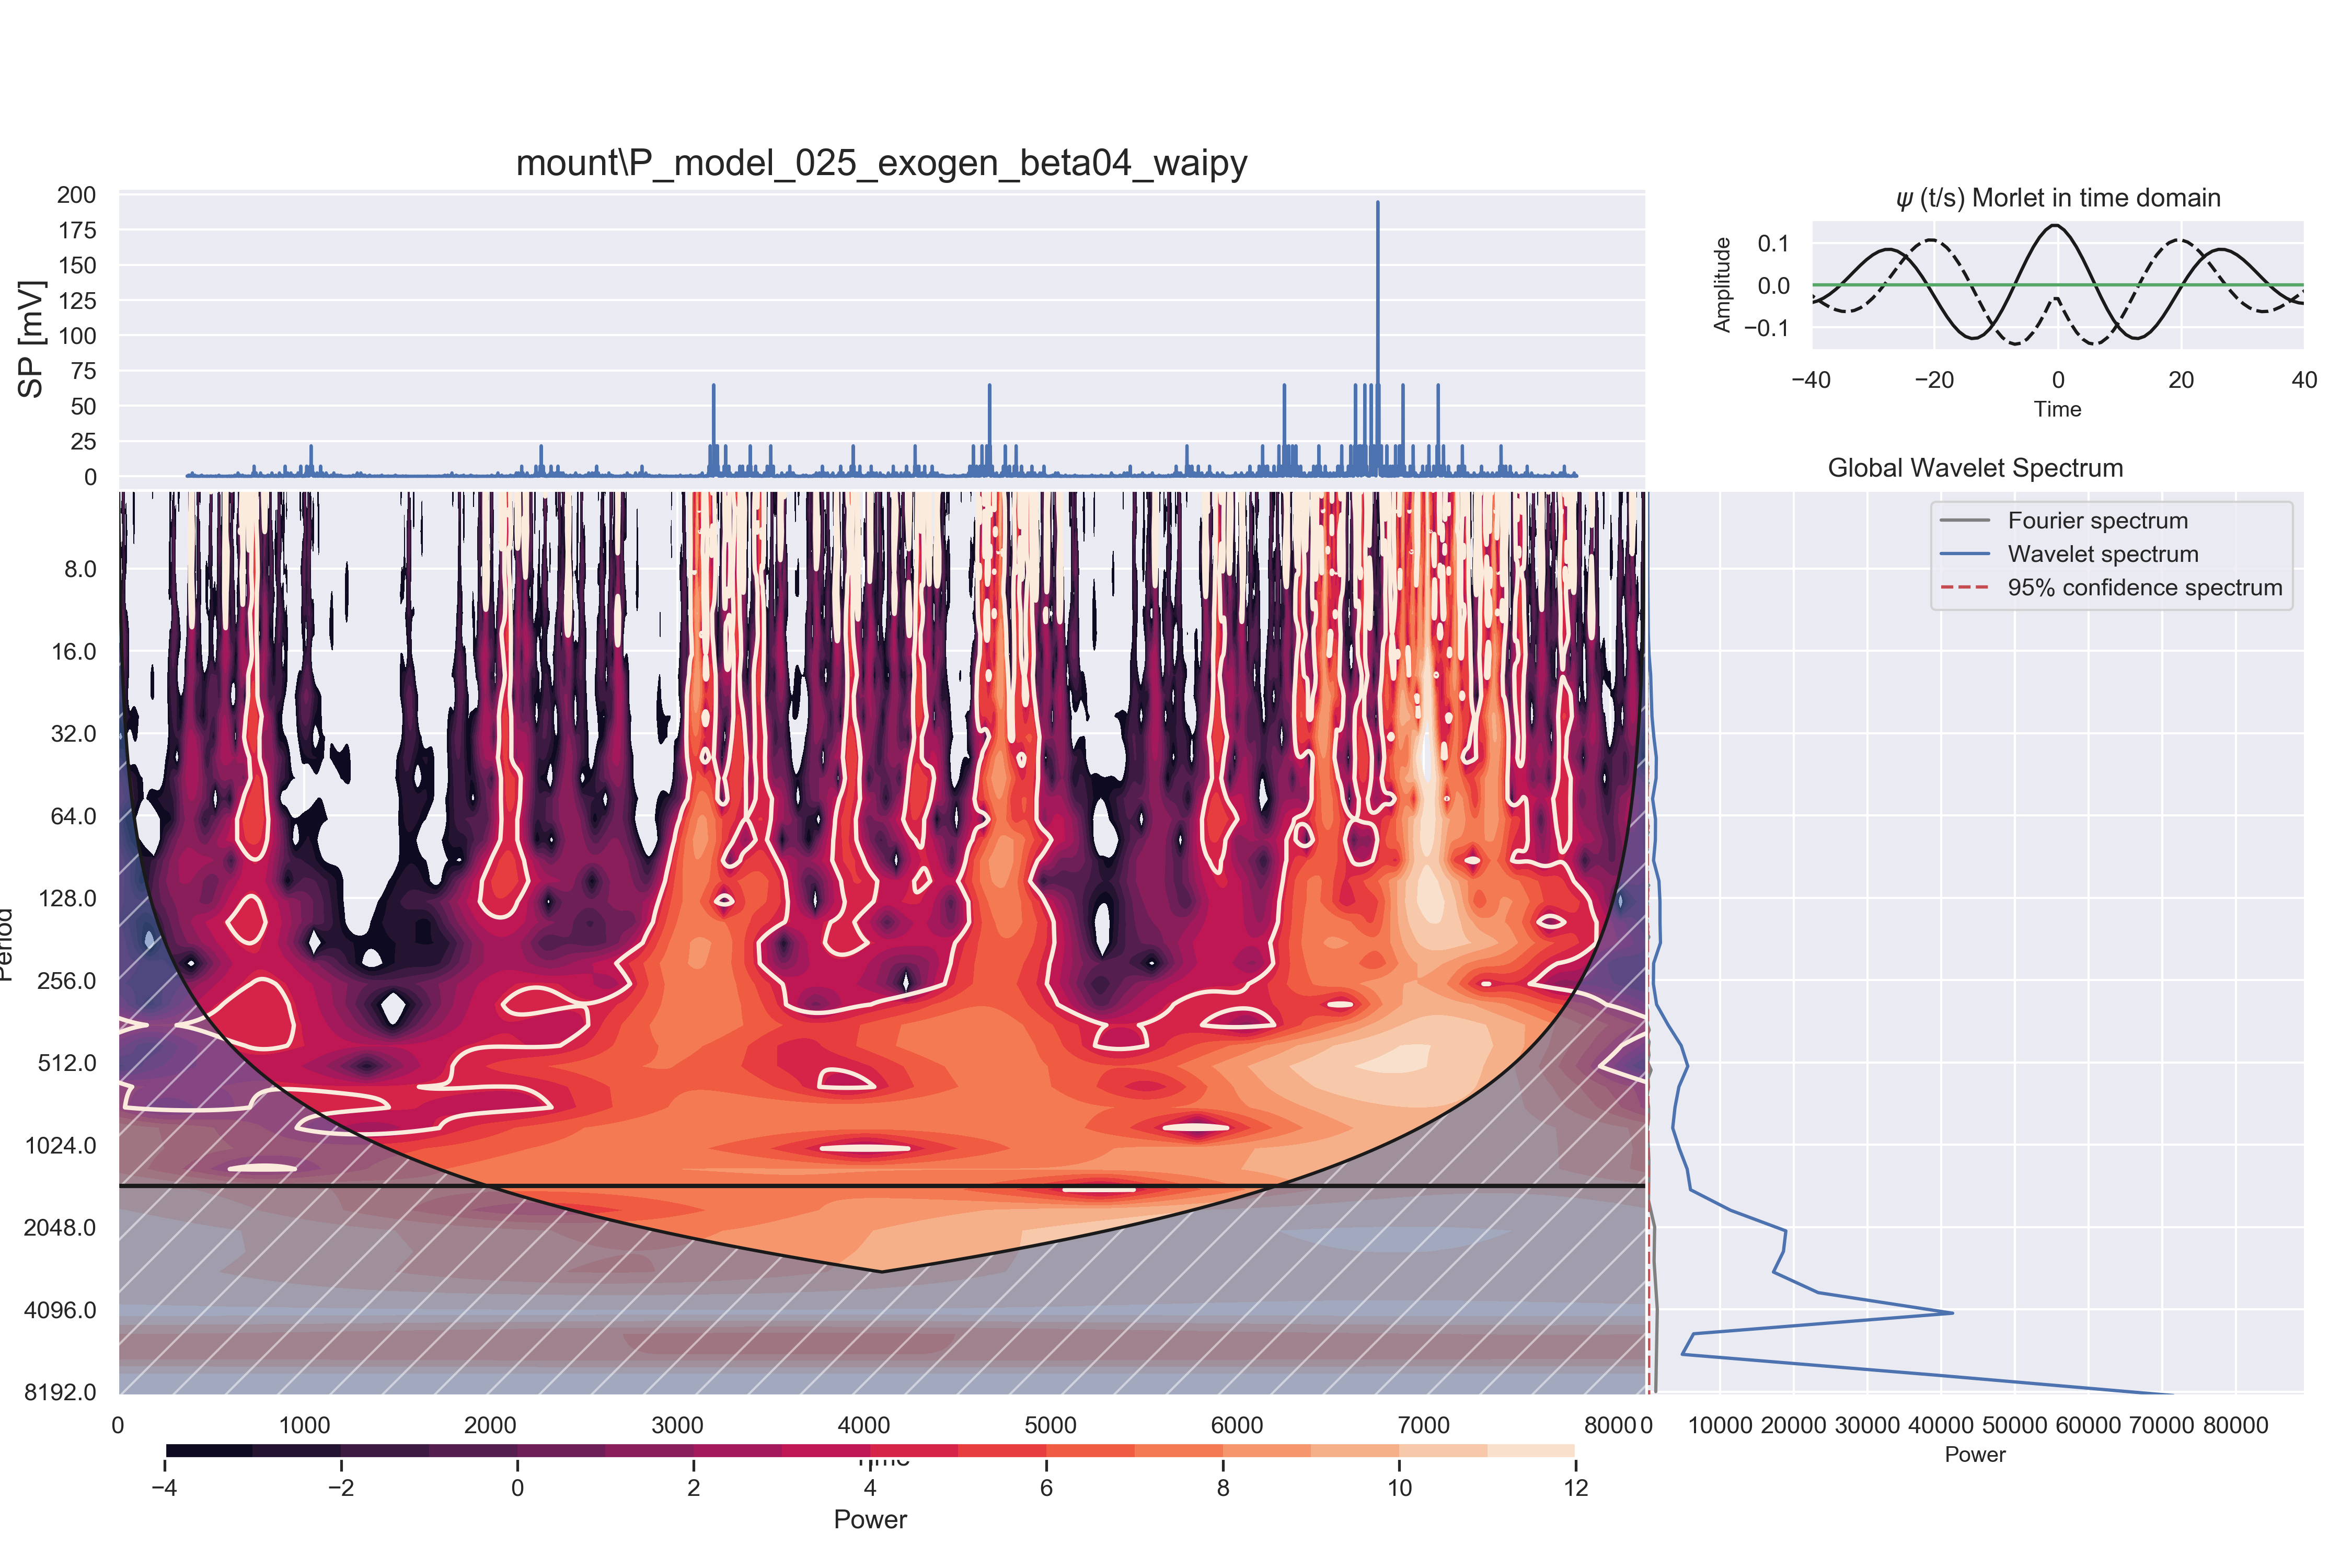 mount\P_model_025_exogen_beta04_waipy
SP [mV]
200
175
150
125
100
75
50
25
0
ψ (t/s) Morlet in time domain
Amplitude
0.1
0.0
−0.1
−40 −20 0 20 40
Time
Global Wavelet Spectrum
Fourier spectrum
Wavelet spectrum
95% confidence spectrum
Period
8.0
16.0
32.0
64.0
128.0
256.0
512.0
1024.0
2048.0
4096.0
8192.0
0 1000 2000 3000 4000 5000 6000 7000 8000
0 10000 20000 30000 40000 50000 60000 70000 80000
Power
Time
−4 −2 0 2 4 6 8 10 12
Power